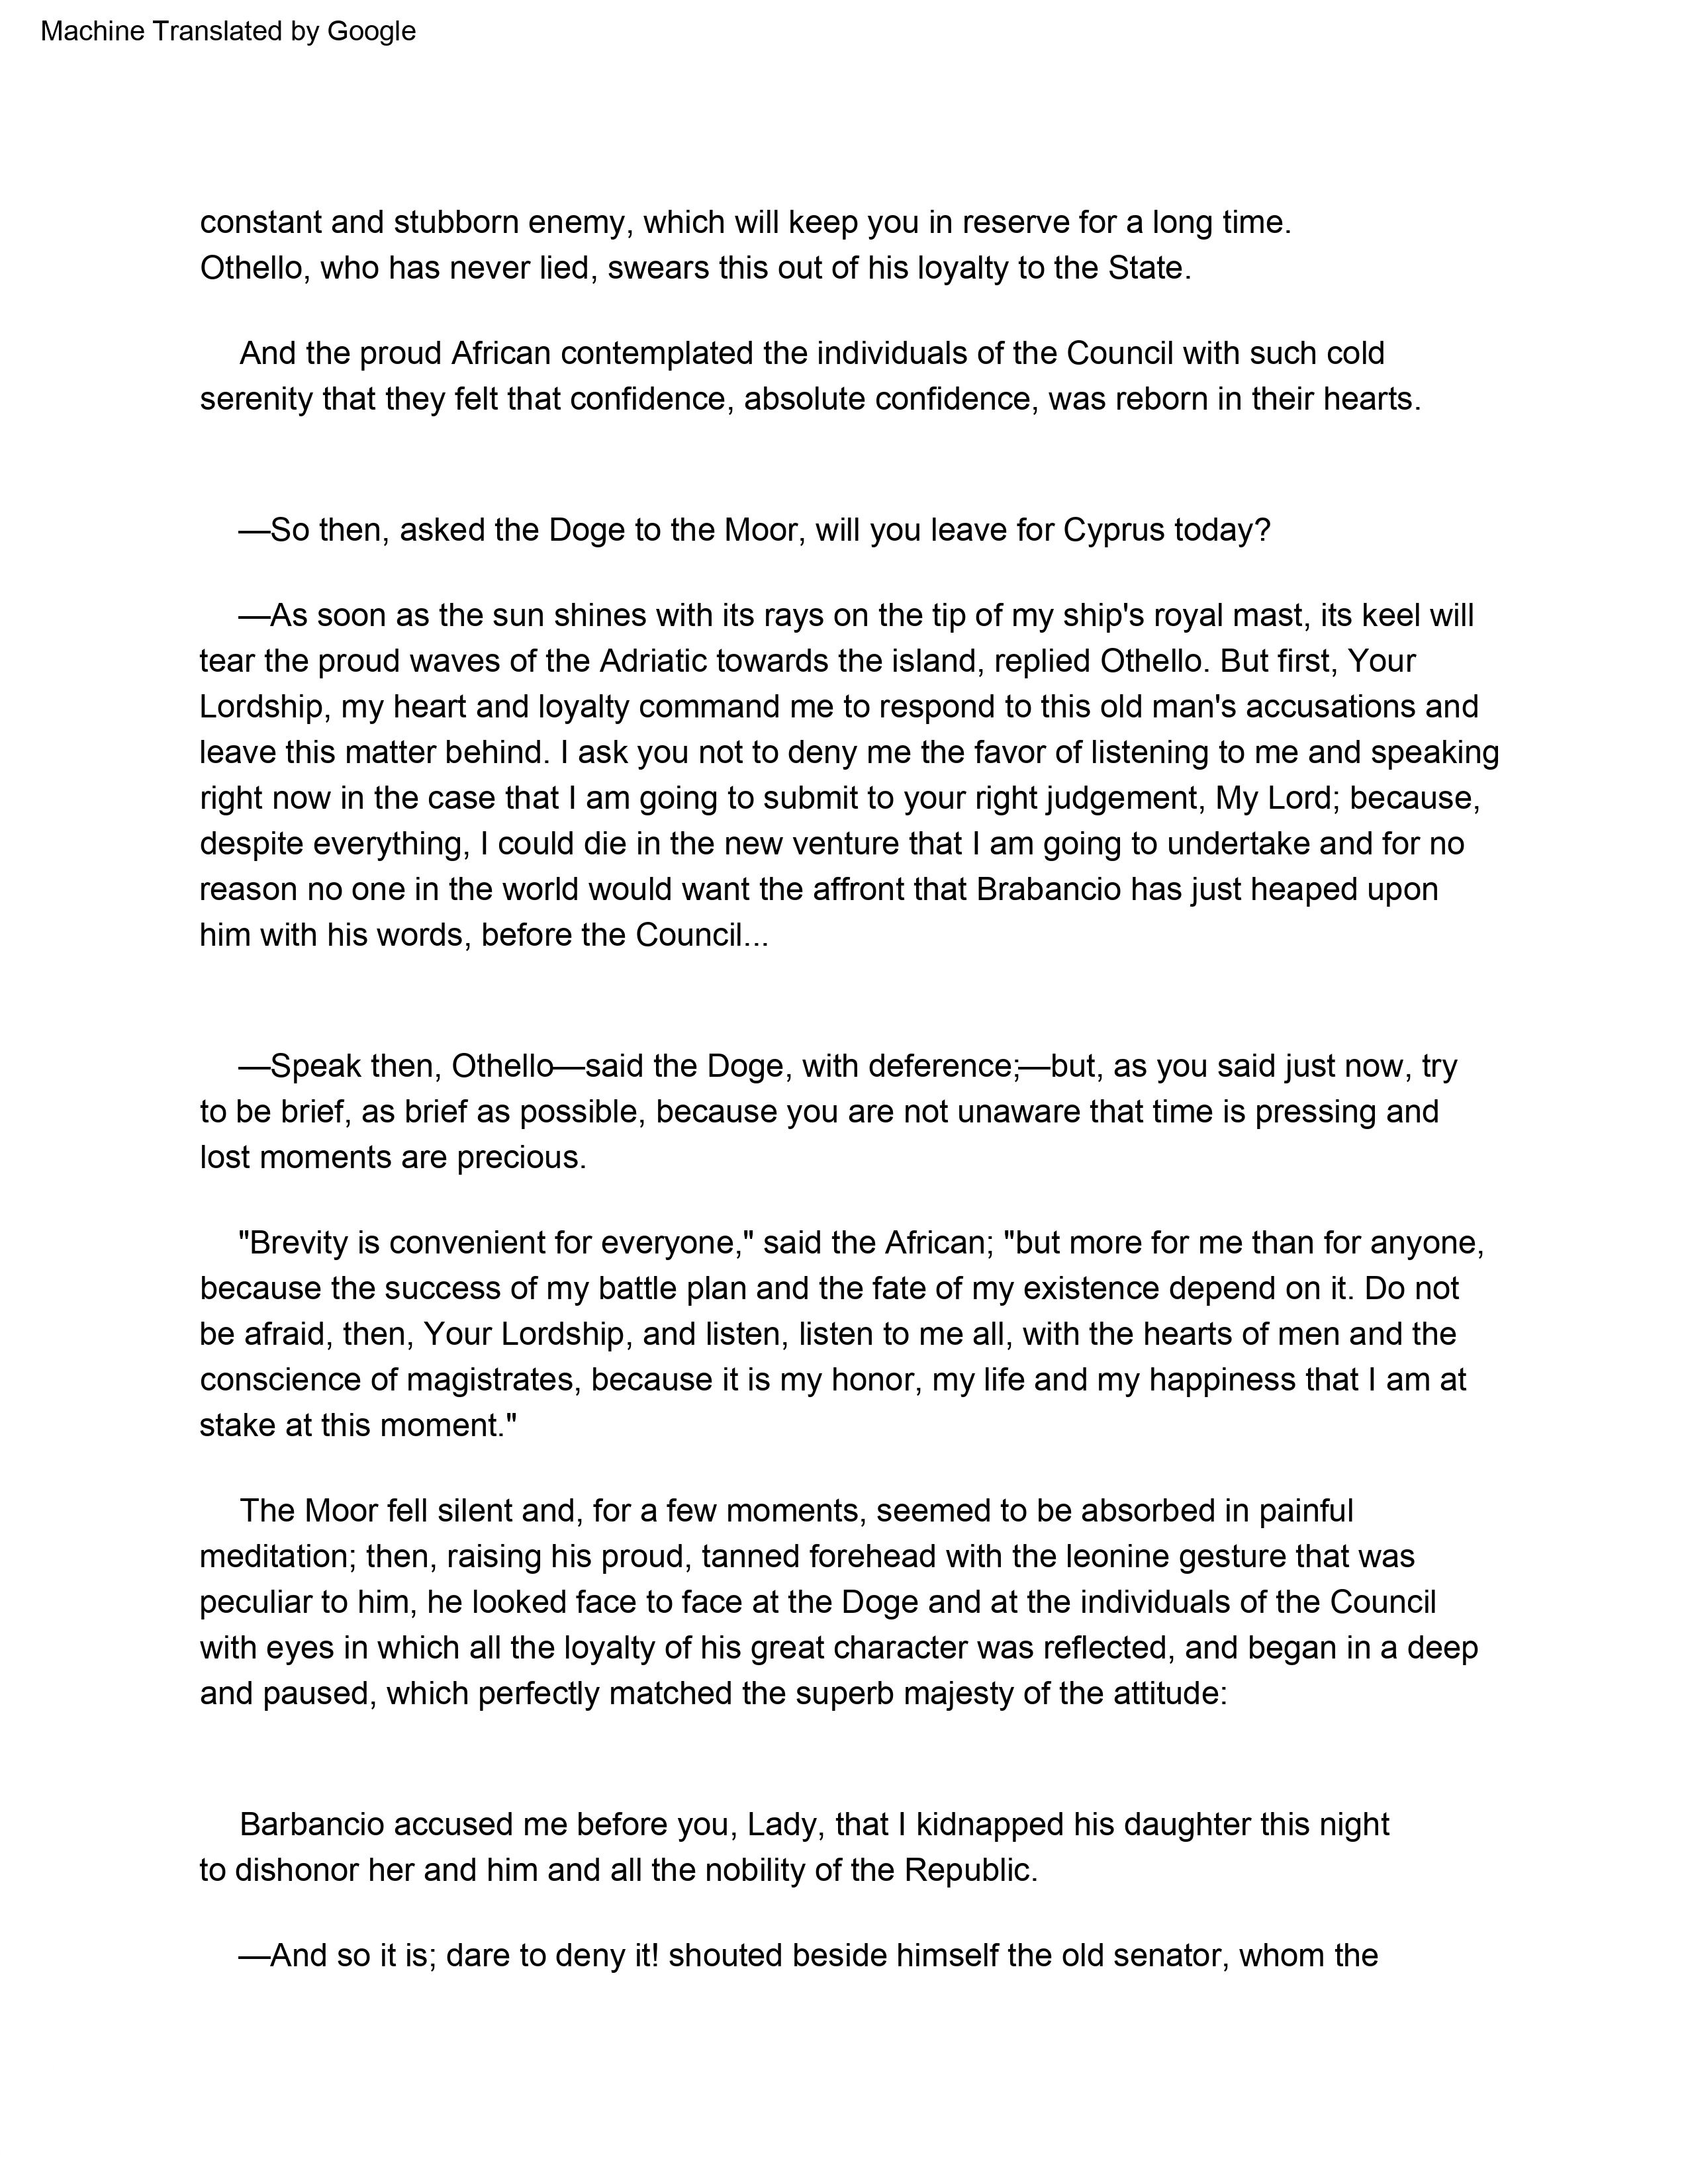 Machine Translated by Google
constant and stubborn enemy, which will keep you in reserve for a long time.
Othello, who has never lied, swears this out of his loyalty to the State.
And the proud African contemplated the individuals of the Council with such cold
serenity that they felt that confidence, absolute confidence, was reborn in their hearts.
—So then, asked the Doge to the Moor, will you leave for Cyprus today?
—As soon as the sun shines with its rays on the tip of my ship's royal mast, its keel will
tear the proud waves of the Adriatic towards the island, replied Othello. But first, Your
Lordship, my heart and loyalty command me to respond to this old man's accusations and
leave this matter behind. I ask you not to deny me the favor of listening to me and speaking
right now in the case that I am going to submit to your right judgement, My Lord; because,
despite everything, I could die in the new venture that I am going to undertake and for no
reason no one in the world would want the affront that Brabancio has just heaped upon
him with his words, before the Council...
—Speak then, Othello—said the Doge, with deference;—but, as you said just now, try
to be brief, as brief as possible, because you are not unaware that time is pressing and
lost moments are precious.
"Brevity is convenient for everyone," said the African; "but more for me than for anyone,
because the success of my battle plan and the fate of my existence depend on it. Do not
be afraid, then, Your Lordship, and listen, listen to me all, with the hearts of men and the
conscience of magistrates, because it is my honor, my life and my happiness that I am at
stake at this moment."
The Moor fell silent and, for a few moments, seemed to be absorbed in painful
meditation; then, raising his proud, tanned forehead with the leonine gesture that was
peculiar to him, he looked face to face at the Doge and at the individuals of the Council
with eyes in which all the loyalty of his great character was reflected, and began in a deep
and paused, which perfectly matched the superb majesty of the attitude:
Barbancio accused me before you, Lady, that I kidnapped his daughter this night
to dishonor her and him and all the nobility of the Republic.
—And so it is; dare to deny it! shouted beside himself the old senator, whom the